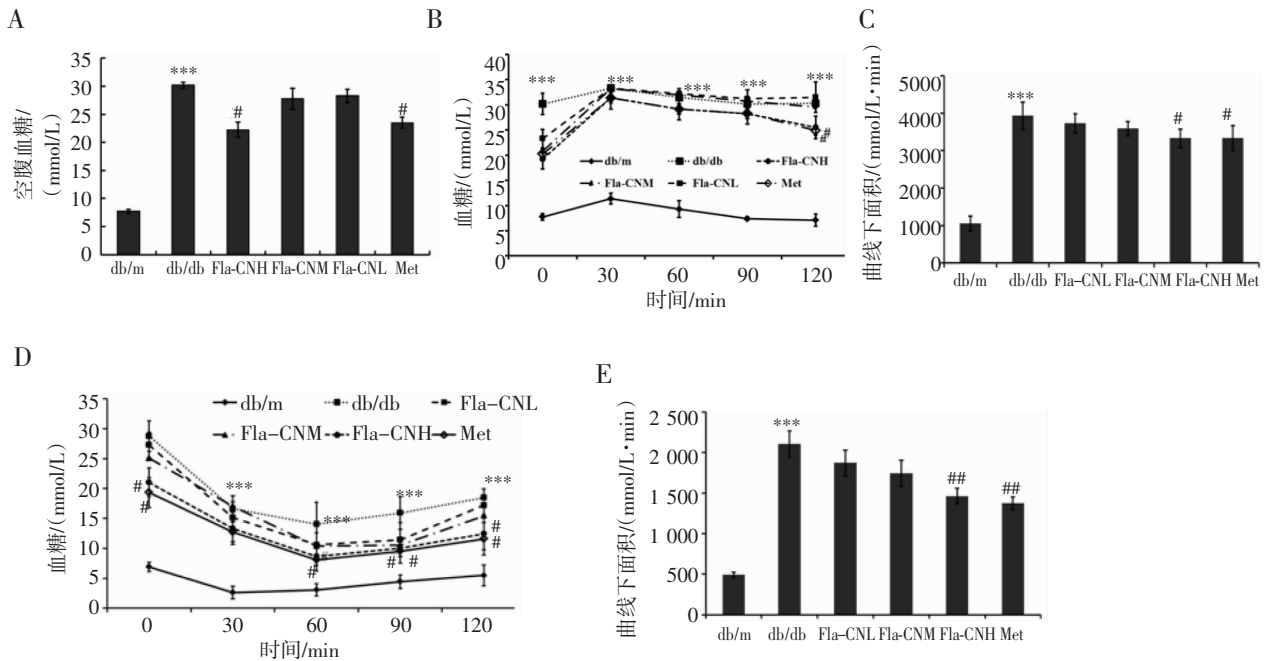 A
空腹血糖/
(mmol/L)
35
30
25
20
15
10
5
0
***
#
#
db/m db/db Fla-CNH Fla-CNM Fla-CNL Met
B
血糖/(mmol/L)
40
35
30
25
20
15
10
5
0
*** *** *** *** ***
#
#
db/m db/db Fla-CNH
Fla-CNM Fla-CNL Met
0 30 60 90 120
时间/min
C
曲线下面积/(mmol/L·min)
5000
4000
3000
2000
1000
0
***
# #
db/m db/db Fla-CNL Fla-CNM Fla-CNH Met
D
血糖/(mmol/L)
35
30
25
20
15
10
5
0
db/m db/db Fla-CNL
Fla-CNM Fla-CNH Met
*** *** *** ***
#
#
#
# #
#
#
0 30 60 90 120
时间/min
E
曲线下面积/(mmol/L·min)
2 500
2 000
1 500
1 000
500
0
***
## ##
db/m db/db Fla-CNL Fla-CNM Fla-CNH Met